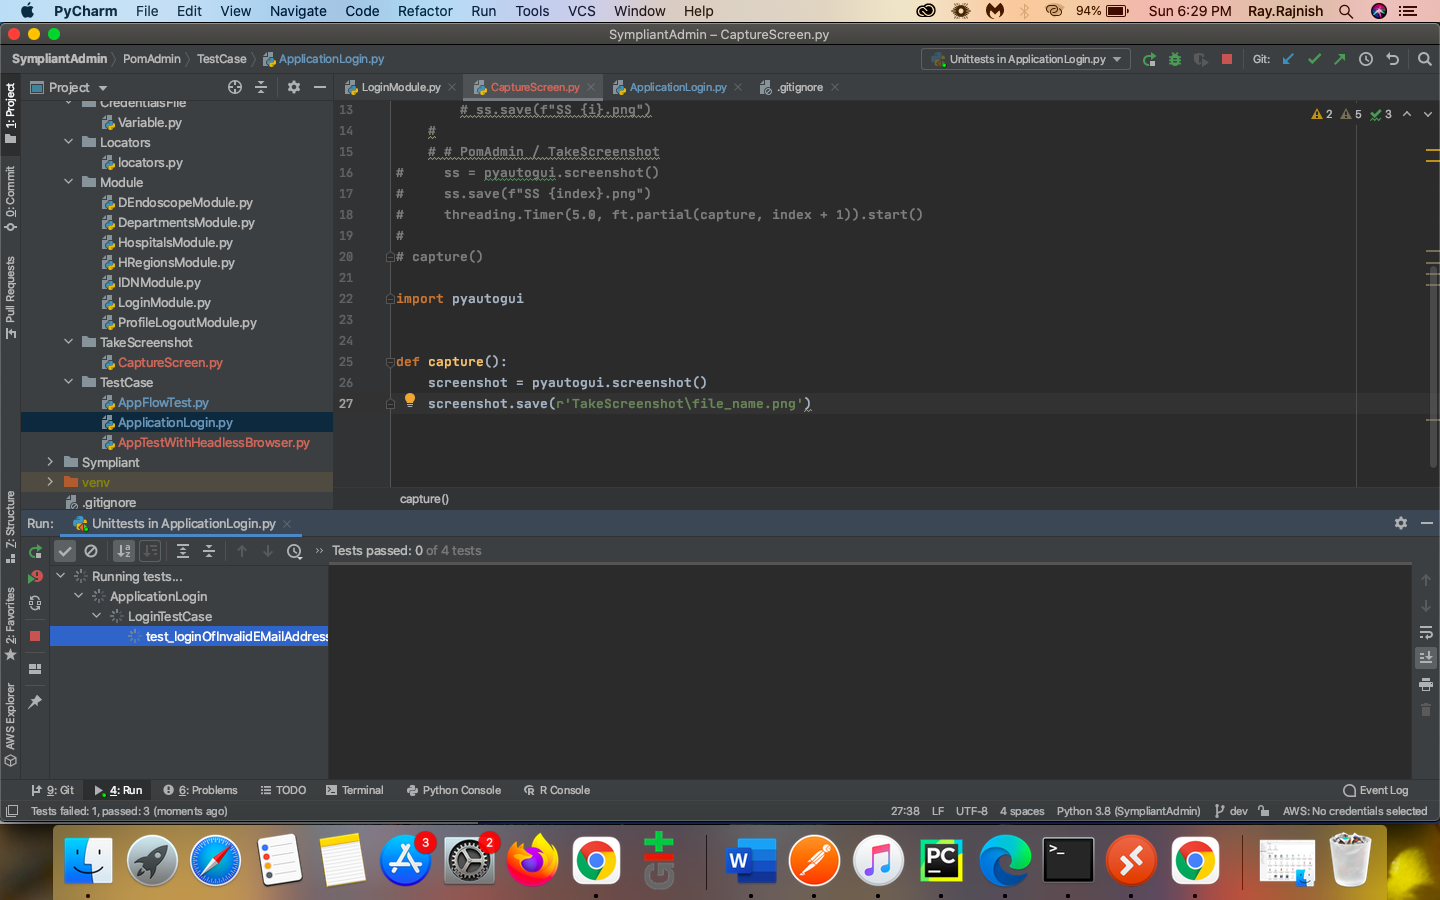 PyCharm File Edit View Navigate Code Refactor Run Tools VCS Window Help 94% Sun 6:29 PM Ray.Rajnish
SympliantAdmin – CaptureScreen.py
SympliantAdmin PomAdmin TestCase ApplicationLogin.py Unittests in ApplicationLogin.py Git:
Project LoginModule.py CaptureScreen.py ApplicationLogin.py .gitignore
1: Project
0: Commit
Pull Requests
Z: Structure
2: Favorites
AWS Explorer
CredentialsFile
Variable.py
Locators
locators.py
Module
DEndoscopeModule.py
DepartmentsModule.py
HospitalsModule.py
HRegionsModule.py
IDNModule.py
LoginModule.py
ProfileLogoutModule.py
TakeScreenshot
CaptureScreen.py
TestCase
AppFlowTest.py
ApplicationLogin.py
AppTestWithHeadlessBrowser.py
Sympliant
venv
.gitignore
2 5 3
13 # ss.save(f"SS {i}.png")
14 #
15 # # PomAdmin / TakeScreenshot
16 # ss = pyautogui.screenshot()
17 # ss.save(f"SS {index}.png")
18 # threading.Timer(5.0, ft.partial(capture, index + 1)).start()
19 #
20 # capture()
21
22 import pyautogui
23
24
25 def capture():
26 screenshot = pyautogui.screenshot()
27 screenshot.save(r'TakeScreenshot\file_name.png')
capture()
Run: Unittests in ApplicationLogin.py
Tests passed: 0 of 4 tests
Running tests...
ApplicationLogin
LoginTestCase
test_loginOfInvalidEMailAddress
9: Git 4: Run 6: Problems TODO Terminal Python Console R Console Event Log
Tests failed: 1, passed: 3 (moments ago) 27:38 LF UTF-8 4 spaces Python 3.8 (SympliantAdmin) dev AWS: No credentials selected
3 2 git W PC >_